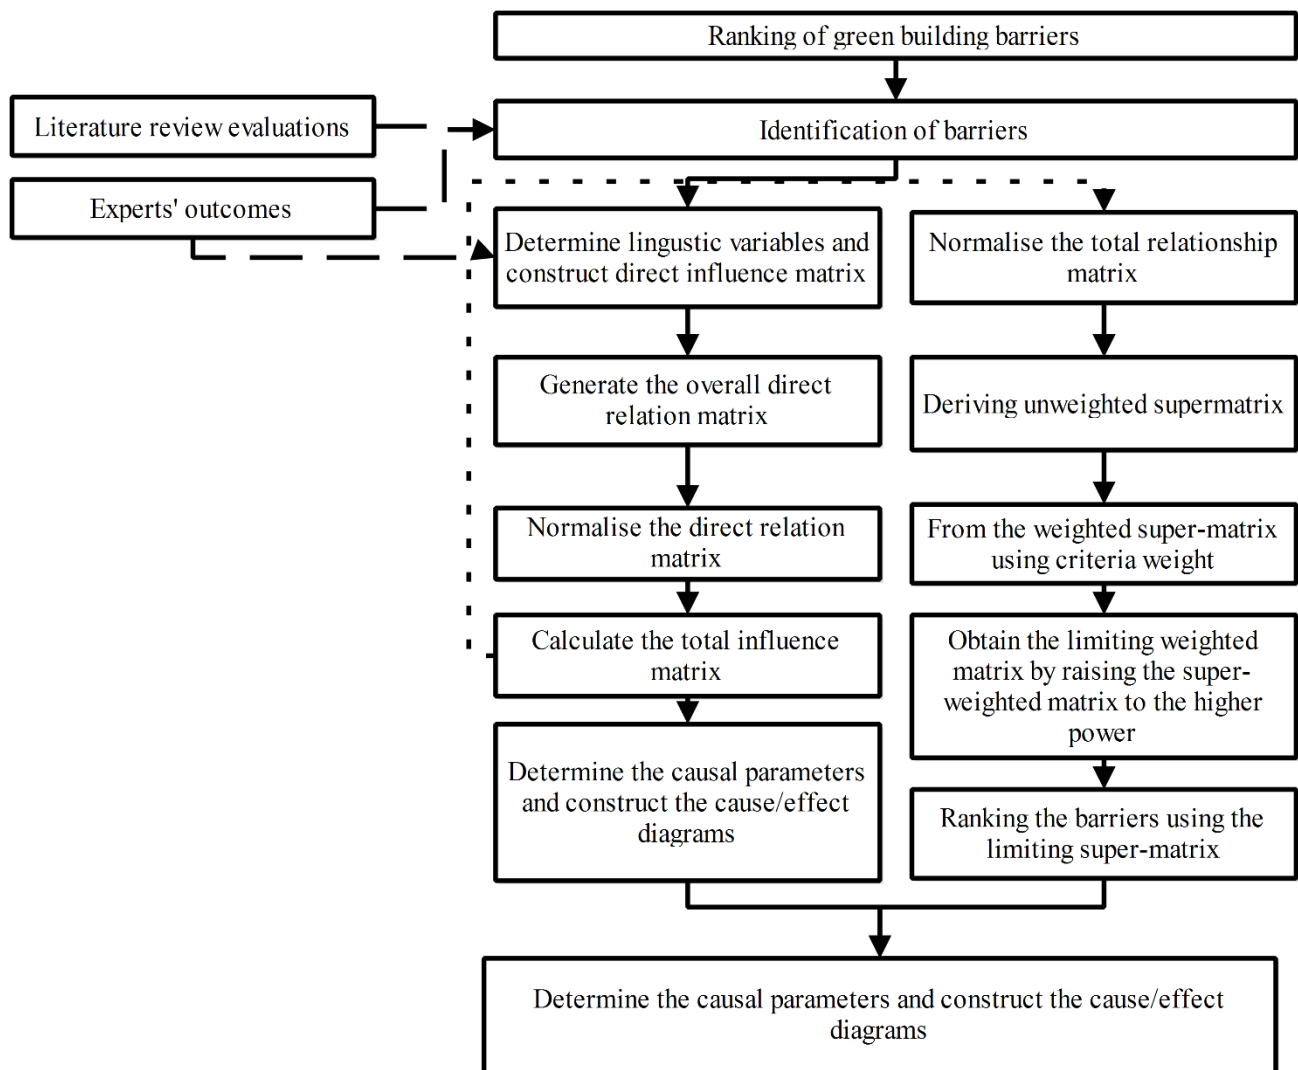 Ranking of green building barriers
Literature review evaluations
Identification of barriers
Experts' outcomes
Determine lingustic variables and
construct direct influence matrix
Generate the overall direct
relation matrix
Normalise the direct relation
matrix
Calculate the total influence
matrix
Determine the causal parameters
and construct the cause/effect
diagrams
Normalise the total relationship
matrix
Deriving unweighted supermatrix
From the weighted super-matrix
using criteria weight
Obtain the limiting weighted
matrix by raising the super-
weighted matrix to the higher
power
Ranking the barriers using the
limiting super-matrix
Determine the causal parameters and construct the cause/effect
diagrams